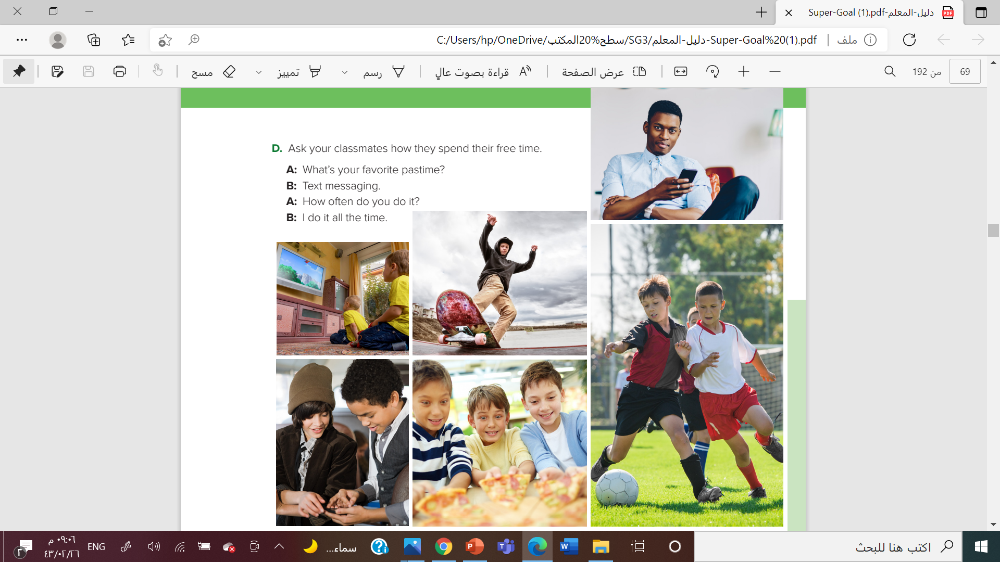 دليل-المعلم-Super-Goal (1).pdf
ملف
C:/Users/hp/OneDrive/سطح%20المكتب/SG3/دليل-المعلم-Super-Goal%20(1).pdf
69
من 192
عرض الصفحة
قراءة بصوت عالٍ
رسم
تمييز
مسح
D. Ask your classmates how they spend their free time.
A: What's your favorite pastime?
B: Text messaging.
A: How often do you do it?
B: I do it all the time.
اكتب هنا للبحث
سماء...
ENG
٠٩:٠٦ م
٤٣/٠٢/٢٦
٣